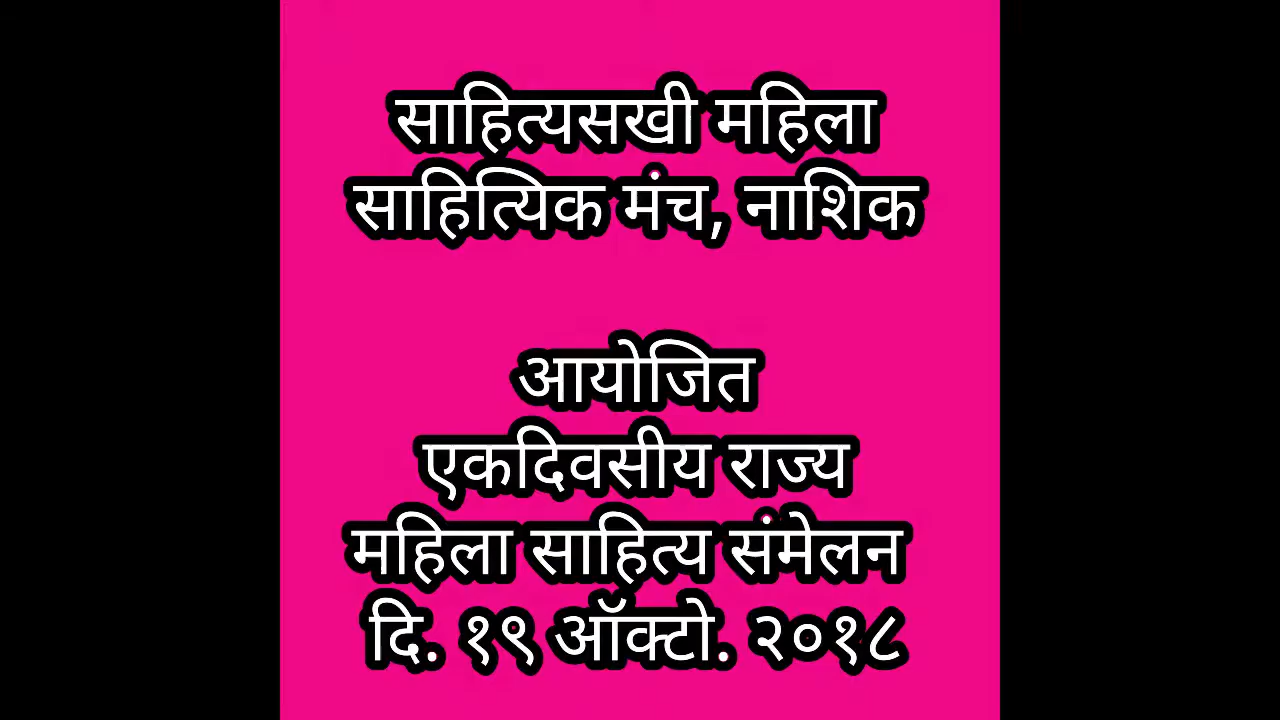 साहित्यसखी महिला
साहित्यिक मंच, नाशिक
आयोजित
एकदिवसीय राज्य
महिला साहित्य संमेलन
दि. १९ ऑक्टो. २०१८